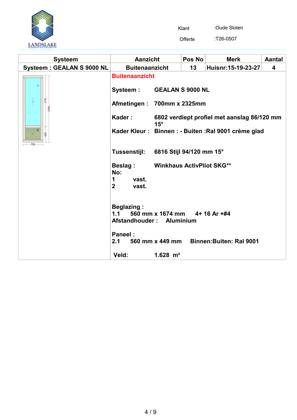 LANDSLAKE
Klant :Oude Sloten
Offerte :T26-0507
Systeem Aanzicht Pos No Merk Aantal
Systeem : GEALAN S 9000 NL Buitenaanzicht 13 Huisnr:15-19-23-27 4
Buitenaanzicht
Systeem : GEALAN S 9000 NL
Afmetingen : 700mm x 2325mm
Kader : 6802 verdiept profiel met aanslag 86/120 mm
15°
Kader Kleur : Binnen : - Buiten :Ral 9001 crème glad
Tussenstijl: 6816 Stijl 94/120 mm 15°
Beslag : Winkhaus ActivPilot SKG**
No:
1 vast.
2 vast.
Beglazing :
1.1 560 mm x 1674 mm 4+ 16 Ar +#4
Afstandhouder : Aluminium
Paneel :
2.1 560 mm x 449 mm Binnen:Buiten: Ral 9001
Veld: 1.628 m²
4 / 9